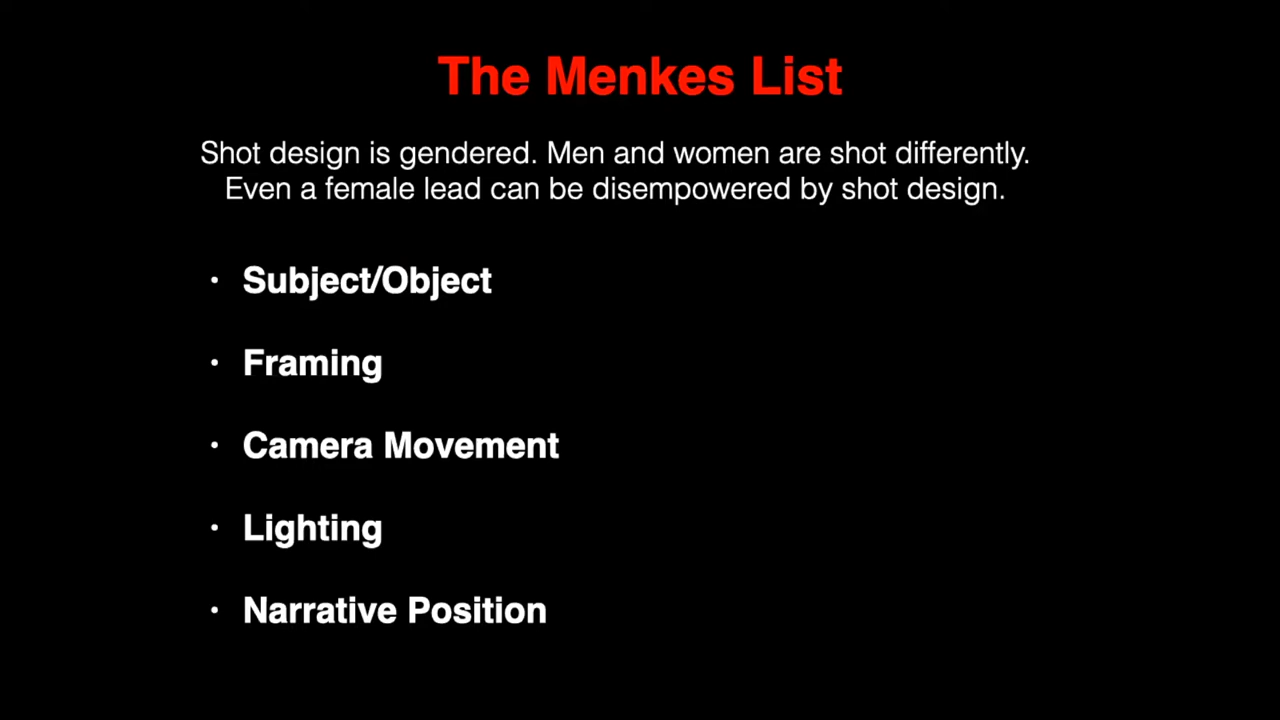 The Menkes List
Shot design is gendered. Men and women are shot differently.
Even a female lead can be disempowered by shot design.
· Subject/Object
· Framing
· Camera Movement
· Lighting
· Narrative Position